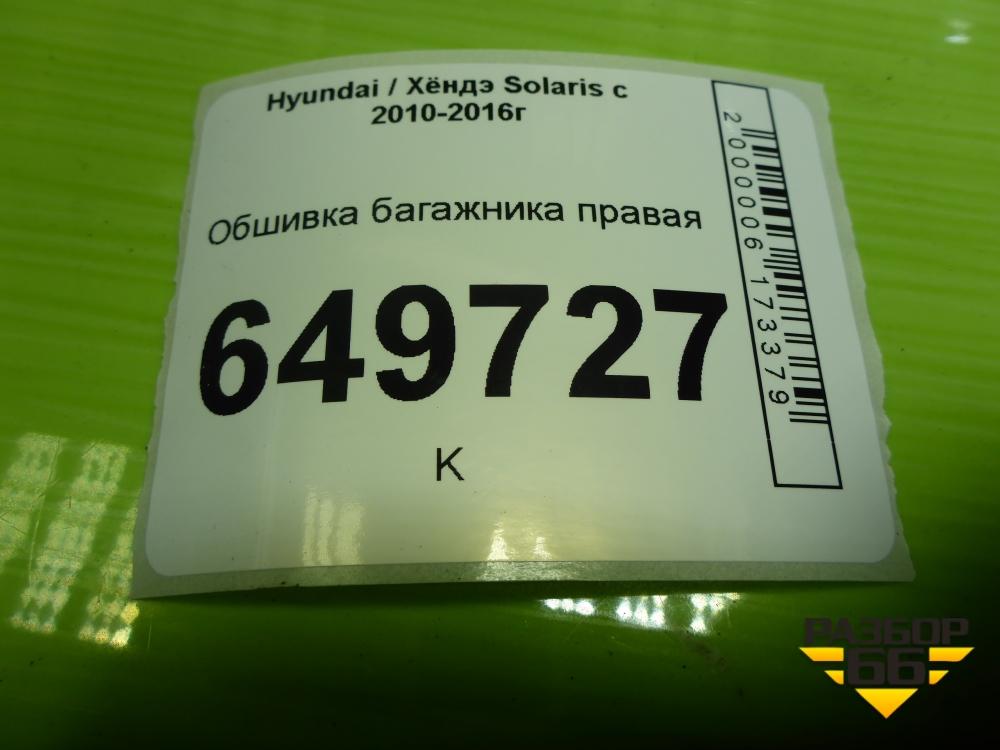 Hyundai / Хёндэ Solaris с
2010-2016г
Обшивка багажника правая
649727
К
2000006173379
РАЗБОР
66